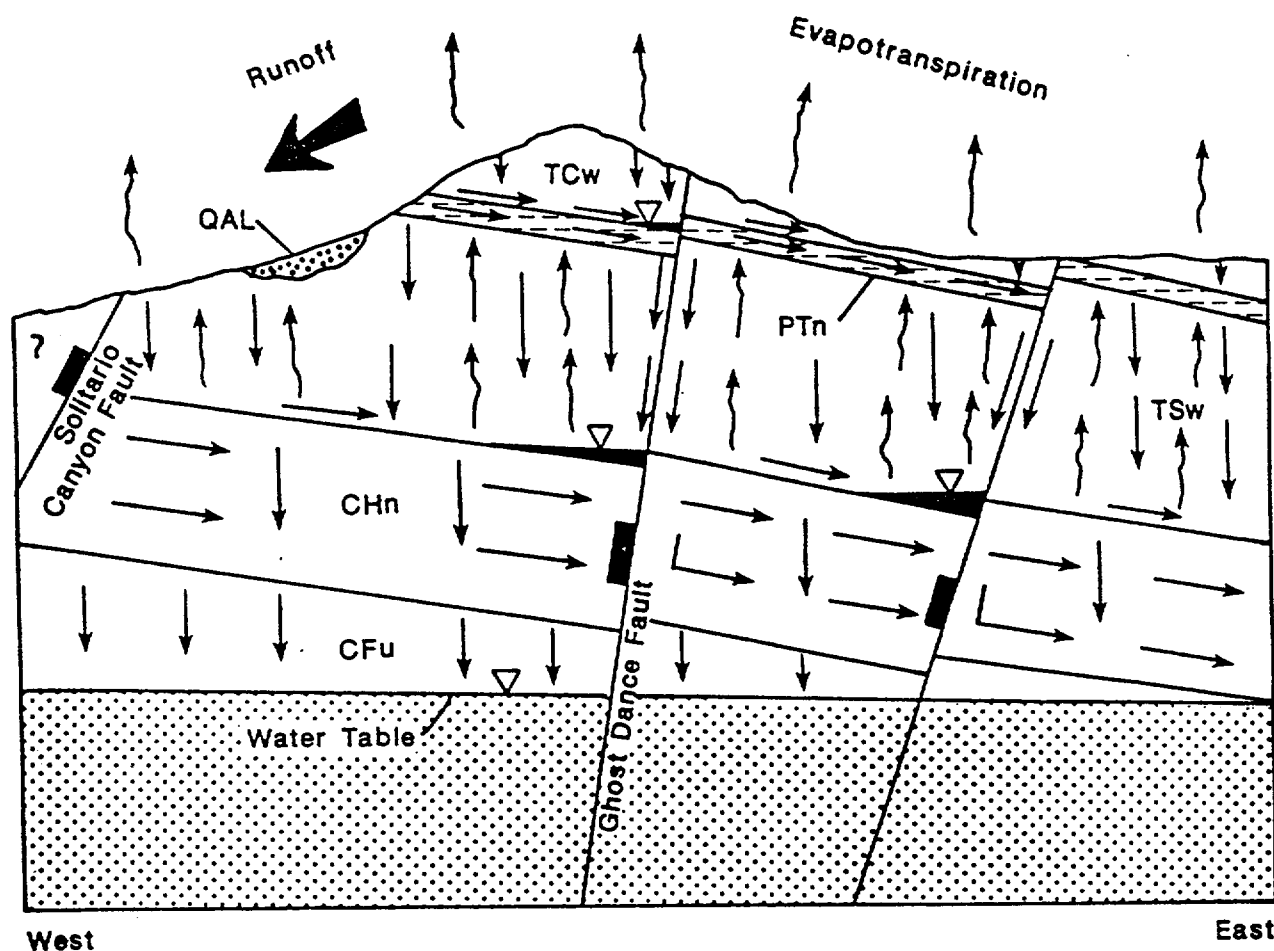 Runoff
Evapotranspiration
TCw
QAL
PTn
?
Solitario
Canyon Fault
TSw
CHn
CFu
Ghost Dance Fault
Water Table
West
East